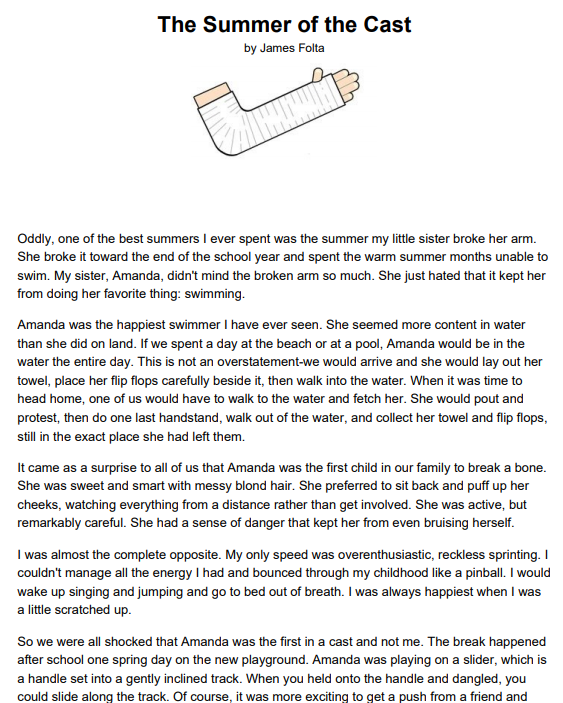 The Summer of the Cast
by James Folta
Oddly, one of the best summers I ever spent was the summer my little sister broke her arm.
She broke it toward the end of the school year and spent the warm summer months unable to
swim. My sister, Amanda, didn't mind the broken arm so much. She just hated that it kept her
from doing her favorite thing: swimming.
Amanda was the happiest swimmer I have ever seen. She seemed more content in water
than she did on land. If we spent a day at the beach or at a pool, Amanda would be in the
water the entire day. This is not an overstatement-we would arrive and she would lay out her
towel, place her flip flops carefully beside it, then walk into the water. When it was time to
head home, one of us would have to walk to the water and fetch her. She would pout and
protest, then do one last handstand, walk out of the water, and collect her towel and flip flops,
still in the exact place she had left them.
It came as a surprise to all of us that Amanda was the first child in our family to break a bone.
She was sweet and smart with messy blond hair. She preferred to sit back and puff up her
cheeks, watching everything from a distance rather than get involved. She was active, but
remarkably careful. She had a sense of danger that kept her from even bruising herself.
I was almost the complete opposite. My only speed was overenthusiastic, reckless sprinting. I
couldn't manage all the energy I had and bounced through my childhood like a pinball. I would
wake up singing and jumping and go to bed out of breath. I was always happiest when I was
a little scratched up.
So we were all shocked that Amanda was the first in a cast and not me. The break happened
after school one spring day on the new playground. Amanda was playing on a slider, which is
a handle set into a gently inclined track. When you held onto the handle and dangled, you
could slide along the track. Of course, it was more exciting to get a push from a friend and